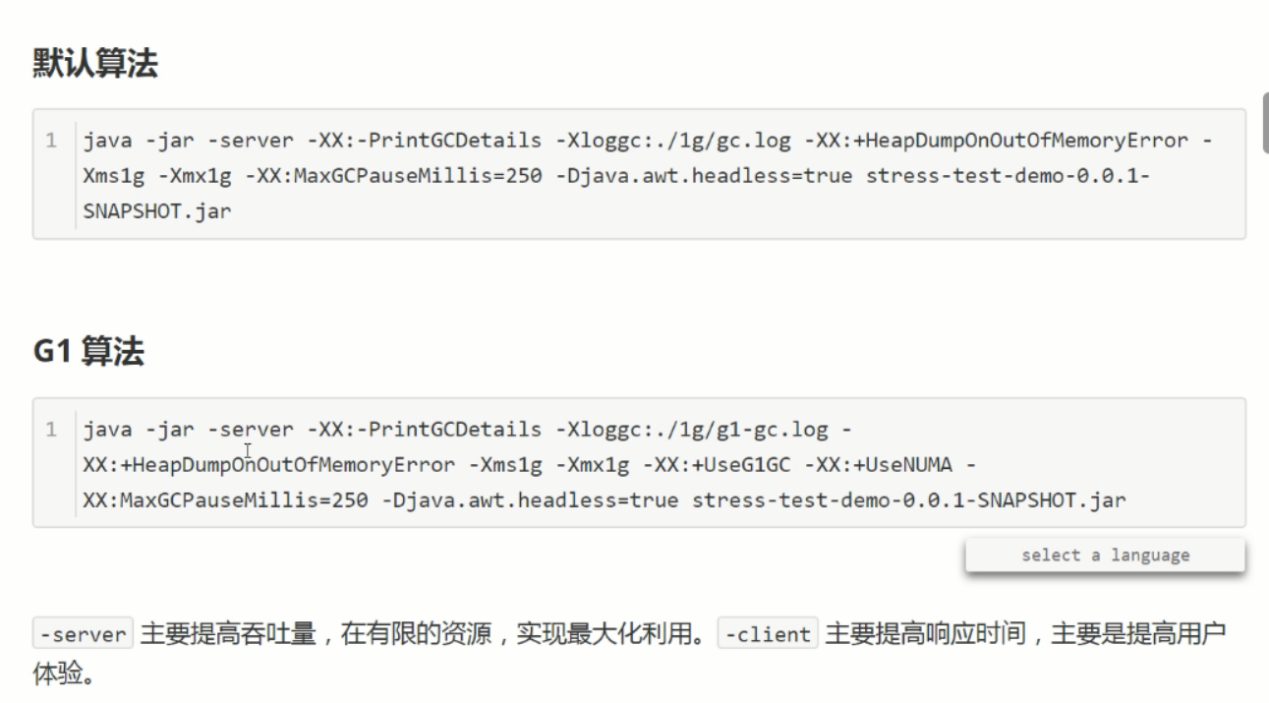 默认算法
1 java -jar -server -XX:-PrintGCDetails -Xloggc:./1g/gc.log -XX:+HeapDumpOnOutOfMemoryError -
Xms1g -Xmx1g -XX:MaxGCPauseMillis=250 -Djava.awt.headless=true stress-test-demo-0.0.1-
SNAPSHOT.jar
G1 算法
1 java -jar -server -XX:-PrintGCDetails -Xloggc:./1g/g1-gc.log -
XX:+HeapDumpOnOutOfMemoryError -Xms1g -Xmx1g -XX:+UseG1GC -XX:+UseNUMA -
XX:MaxGCPauseMillis=250 -Djava.awt.headless=true stress-test-demo-0.0.1-SNAPSHOT.jar
select a language
-server 主要提高吞吐量，在有限的资源，实现最大化利用。 -client 主要提高响应时间，主要是提高用户
体验。